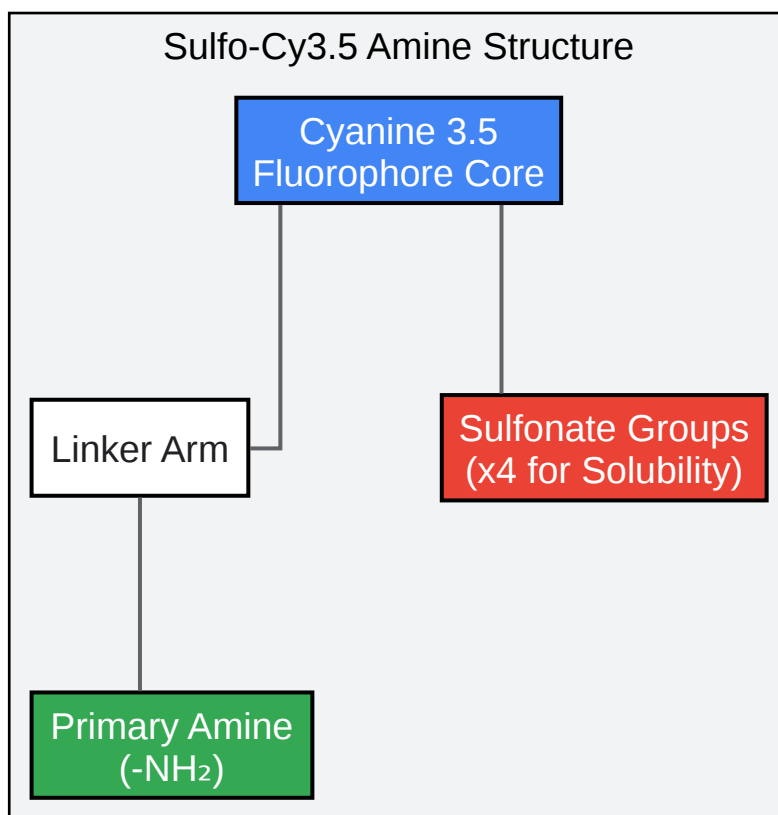 Sulfo-Cy3.5 Amine Structure
Cyanine 3.5
Fluorophore Core
Linker Arm
Sulfonate Groups
(x4 for Solubility)
Primary Amine
(-NH₂)